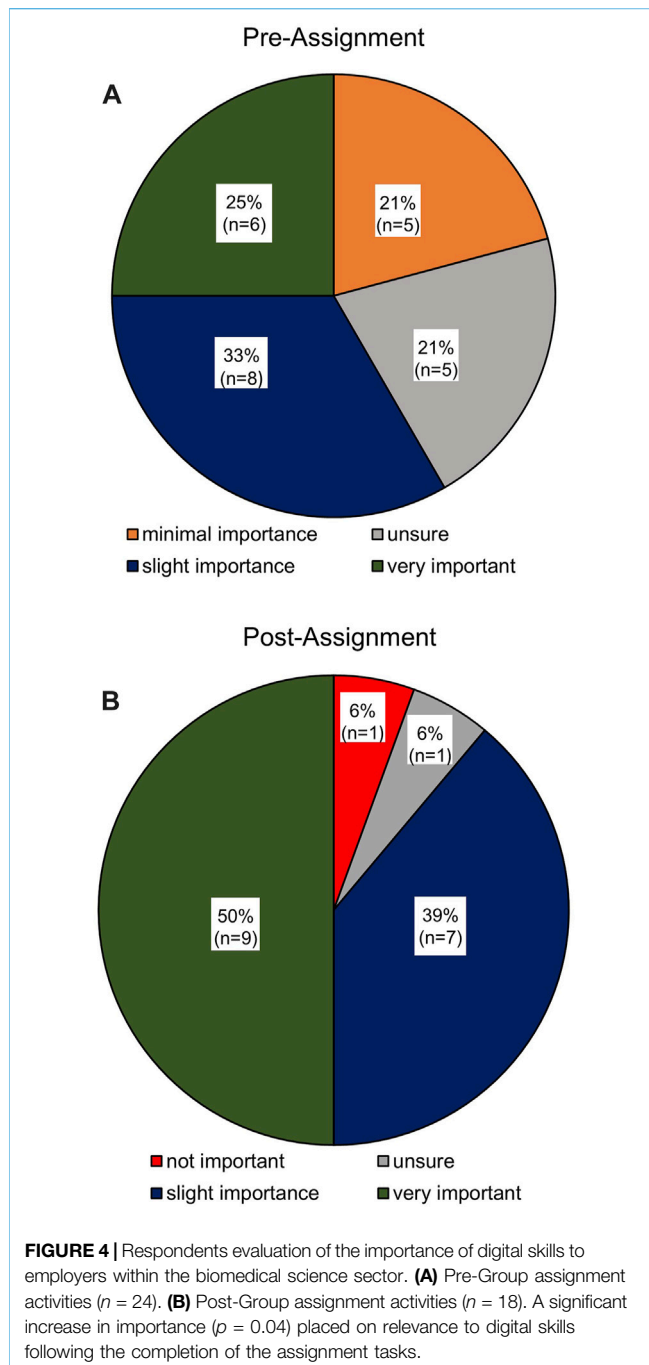 Pre-Assignment
A
25%
(n=6)
21%
(n=5)
33%
(n=8)
21%
(n=5)
minimal importance
unsure
slight importance
very important
Post-Assignment
B
6%
(n=1)
6%
(n=1)
50%
(n=9)
39%
(n=7)
not important
unsure
slight importance
very important
FIGURE 4 | Respondents evaluation of the importance of digital skills to
employers within the biomedical science sector. (A) Pre-Group assignment
activities (n = 24). (B) Post-Group assignment activities (n = 18). A significant
increase in importance (p = 0.04) placed on relevance to digital skills
following the completion of the assignment tasks.